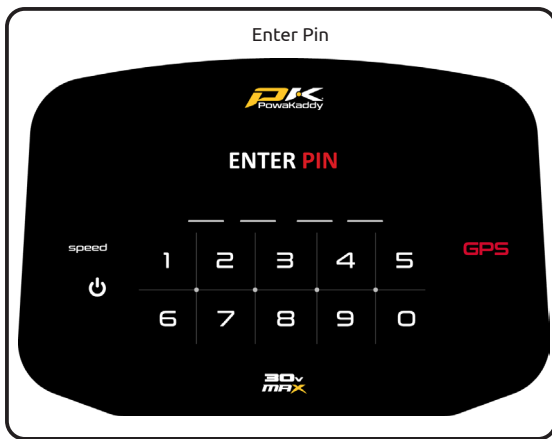 Enter Pin
PK
PowaKaddy
ENTER PIN
speed
GPS
1 2 3 4 5
6 7 8 9 0
30v
MAX